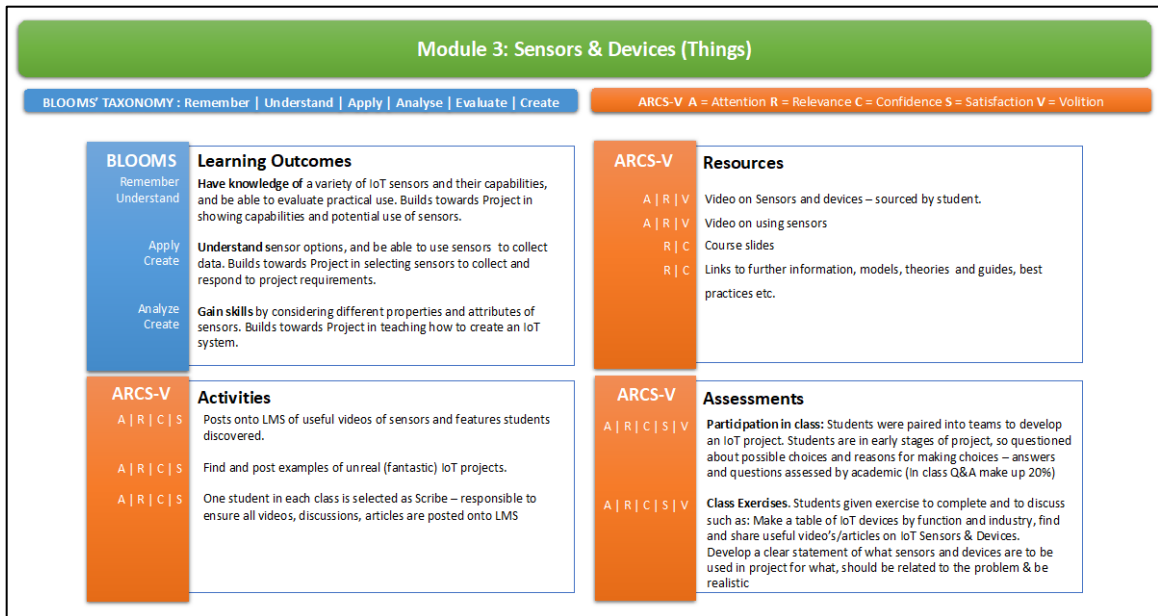 Module 3: Sensors & Devices (Things)
BLOOMS' TAXONOMY : Remember | Understand | Apply | Analyse | Evaluate | Create
ARCS-V A = Attention R = Relevance C = Confidence S = Satisfaction V = Volition
BLOOMS
Remember
Understand
Apply
Create
Analyze
Create
Learning Outcomes
Have knowledge of a variety of IoT sensors and their capabilities,
and be able to evaluate practical use. Builds towards Project in
showing capabilities and potential use of sensors.
Understand sensor options, and be able to use sensors to collect
data. Builds towards Project in selecting sensors to collect and
respond to project requirements.
Gain skills by considering different properties and attributes of
sensors. Builds towards Project in teaching how to create an IoT
system.
ARCS-V
A | R | V
A | R | V
R | C
R | C
Resources
Video on Sensors and devices – sourced by student.
Video on using sensors
Course slides
Links to further information, models, theories and guides, best
practices etc.
ARCS-V
A | R | C | S
A | R | C | S
A | R | C | S
Activities
Posts onto LMS of useful videos of sensors and features students
discovered.
Find and post examples of unreal (fantastic) IoT projects.
One student in each class is selected as Scribe – responsible to
ensure all videos, discussions, articles are posted onto LMS
ARCS-V
A | R | C | S | V
A | R | C | S | V
Assessments
Participation in class: Students were paired into teams to develop
an IoT project. Students are in early stages of project, so questioned
about possible choices and reasons for making choices – answers
and questions assessed by academic (In class Q&A make up 20%)
Class Exercises. Students given exercise to complete and to discuss
such as: Make a table of IoT devices by function and industry, find
and share useful video's/articles on IoT Sensors & Devices.
Develop a clear statement of what sensors and devices are to be
used in project for what, should be related to the problem & be
realistic